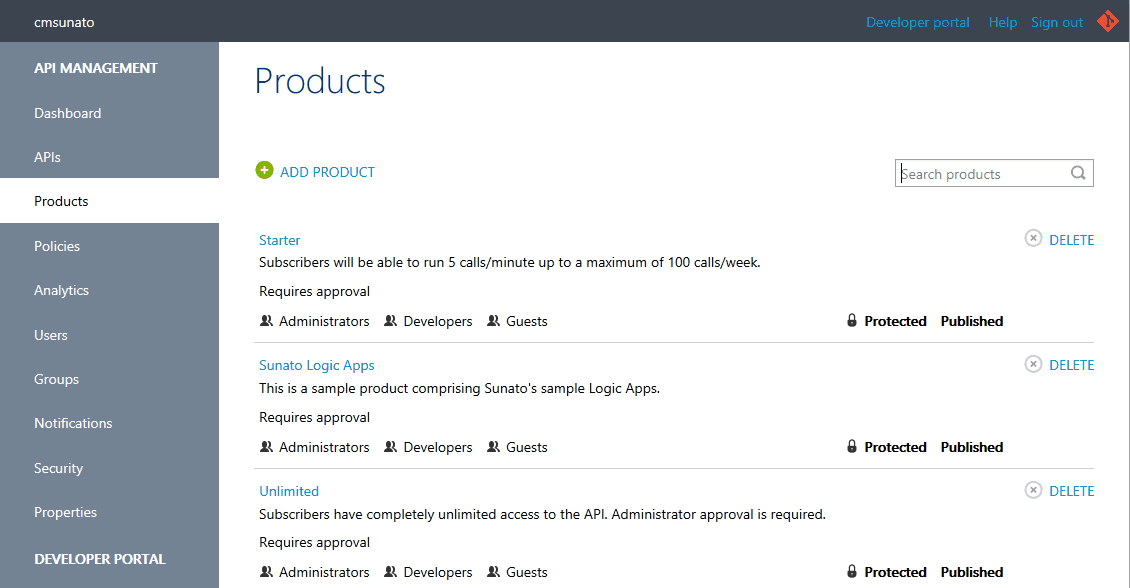 cmsunato
Developer portal Help Sign out
API MANAGEMENT
Dashboard
APIs
Products
Policies
Analytics
Users
Groups
Notifications
Security
Properties
DEVELOPER PORTAL
Products
ADD PRODUCT
Search products
Starter
DELETE
Subscribers will be able to run 5 calls/minute up to a maximum of 100 calls/week.
Requires approval
Administrators Developers Guests Protected Published
Sunato Logic Apps
DELETE
This is a sample product comprising Sunato's sample Logic Apps.
Requires approval
Administrators Developers Guests Protected Published
Unlimited
DELETE
Subscribers have completely unlimited access to the API. Administrator approval is required.
Requires approval
Administrators Developers Guests Protected Published